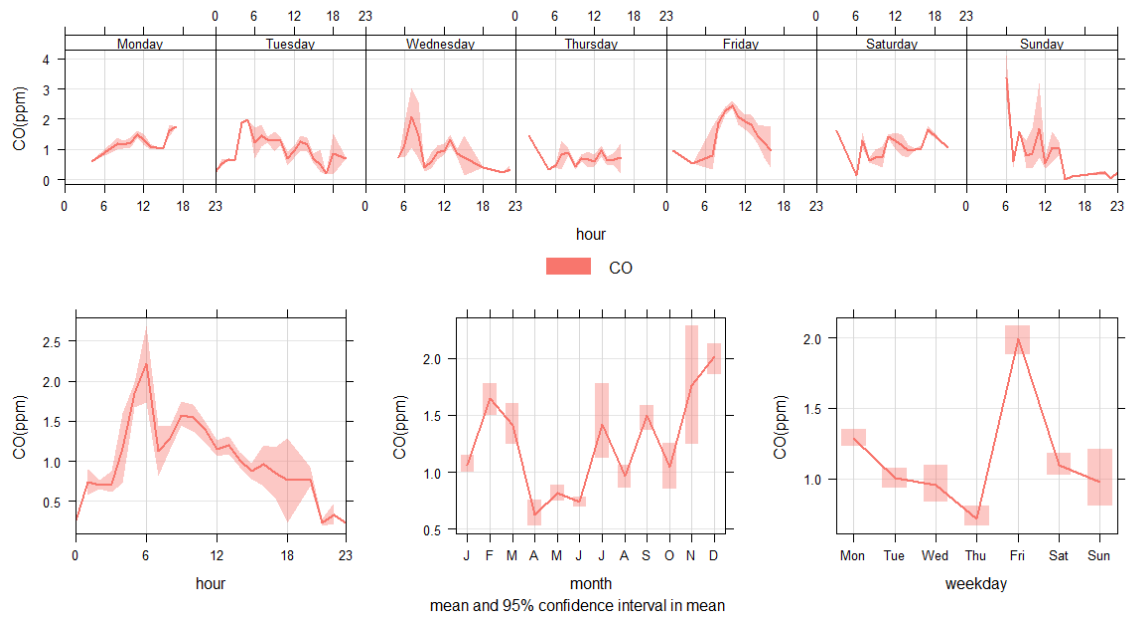 0 6 12 18 23 0 6 12 18 23 0 6 12 18 23
Monday Tuesday Wednesday Thursday Friday Saturday Sunday
CO(ppm)
4
3
2
1
0
0 6 12 18 23 0 6 12 18 23 0 6 12 18 23 0 6 12 18 23
hour
CO
CO(ppm)
2.5
2.0
1.5
1.0
0.5
0 6 12 18 23
hour
CO(ppm)
2.0
1.5
1.0
0.5
J F M A M J J A S O N D
month
mean and 95% confidence interval in mean
CO(ppm)
2.0
1.5
1.0
Mon Tue Wed Thu Fri Sat Sun
weekday